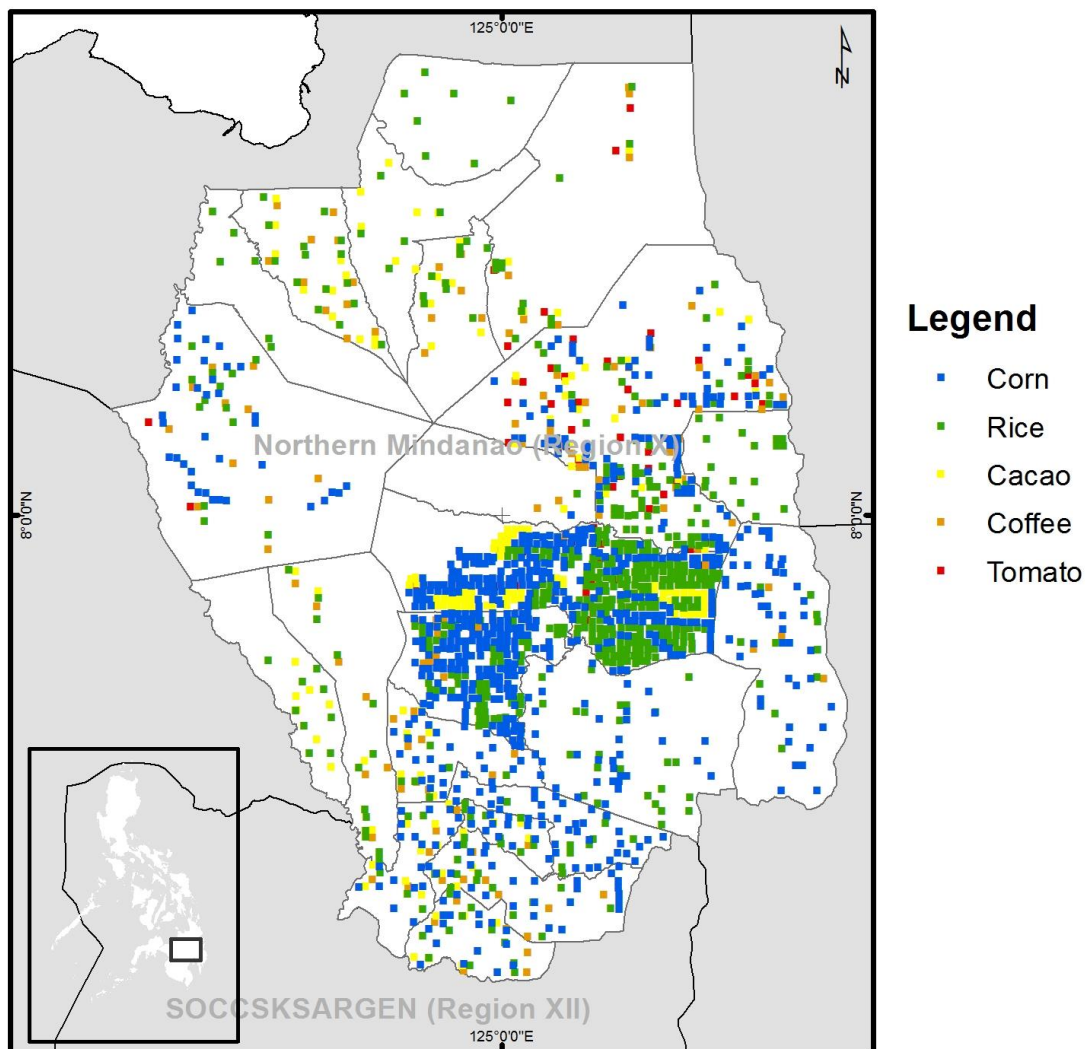 125°0'0"E
N
Legend
Corn
Rice
Northern Mindanao (Region X)
Cacao
8°0'0"N
8°0'0"N
Coffee
Tomato
SOCCSKSARGEN (Region XII)
125°0'0"E